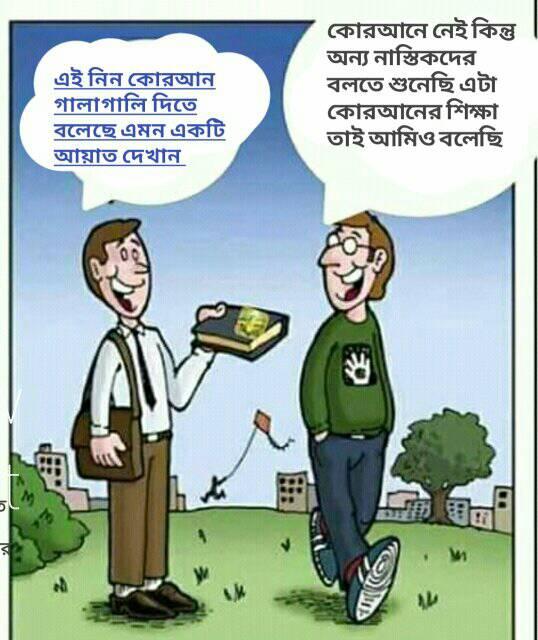 এই নিন কোরআন
গালাগালি দিতে
বলেছে এমন একটি
আয়াত দেখান
কোরআনে নেই কিন্তু
অন্য নাস্তিকদের
বলতে শুনেছি এটা
কোরআনের শিক্ষা
তাই আমিও বলেছি